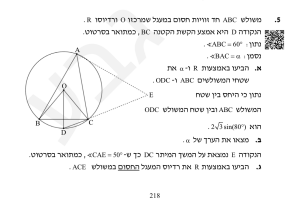 5. משולש ABC חד זוויות חסום במעגל שמרכזו O ורדיוסו R.
הנקודה D היא אמצע הקשת הקטנה BC, כמתואר בסרטוט.
נתון: ∢ABC = 60°.
נסמן: ∢BAC = α.
א. הביעו באמצעות R ו-α את
שטחי המשולשים ABC ו-ODC.
נתון כי היחס בין שטח
המשולש ABC ובין שטח המשולש ODC
הוא 2√3 sin(80°).
ב. מצאו את הערך של α.
הנקודה E נמצאת על המשך המיתר DC כך ש-∢CAE = 50°, כמתואר בסרטוט.
ג. הביעו באמצעות R את רדיוס המעגל החסום במשולש ACE.
A
O
E
B
C
D
218